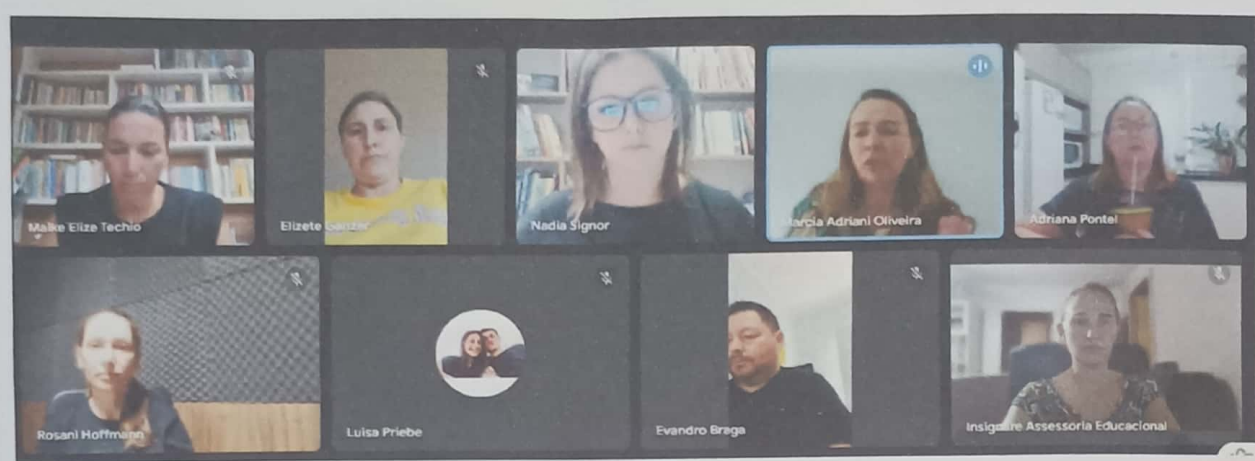 Maike Elize Techio
Elizete Ganzer
Nadia Signor
Marcia Adriani Oliveira
Adriana Pontel
Rosani Hoffmann
Luisa Priebe
Evandro Braga
Insignare Assessoria Educacional